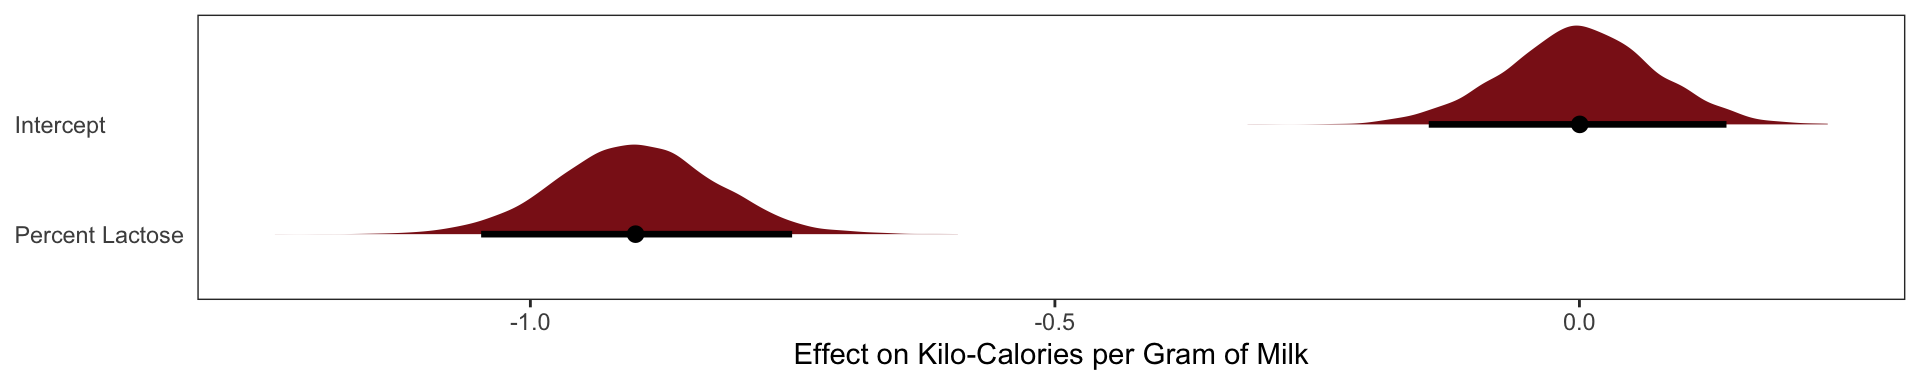 Intercept
Percent Lactose
-1.0
-0.5
0.0
Effect on Kilo-Calories per Gram of Milk